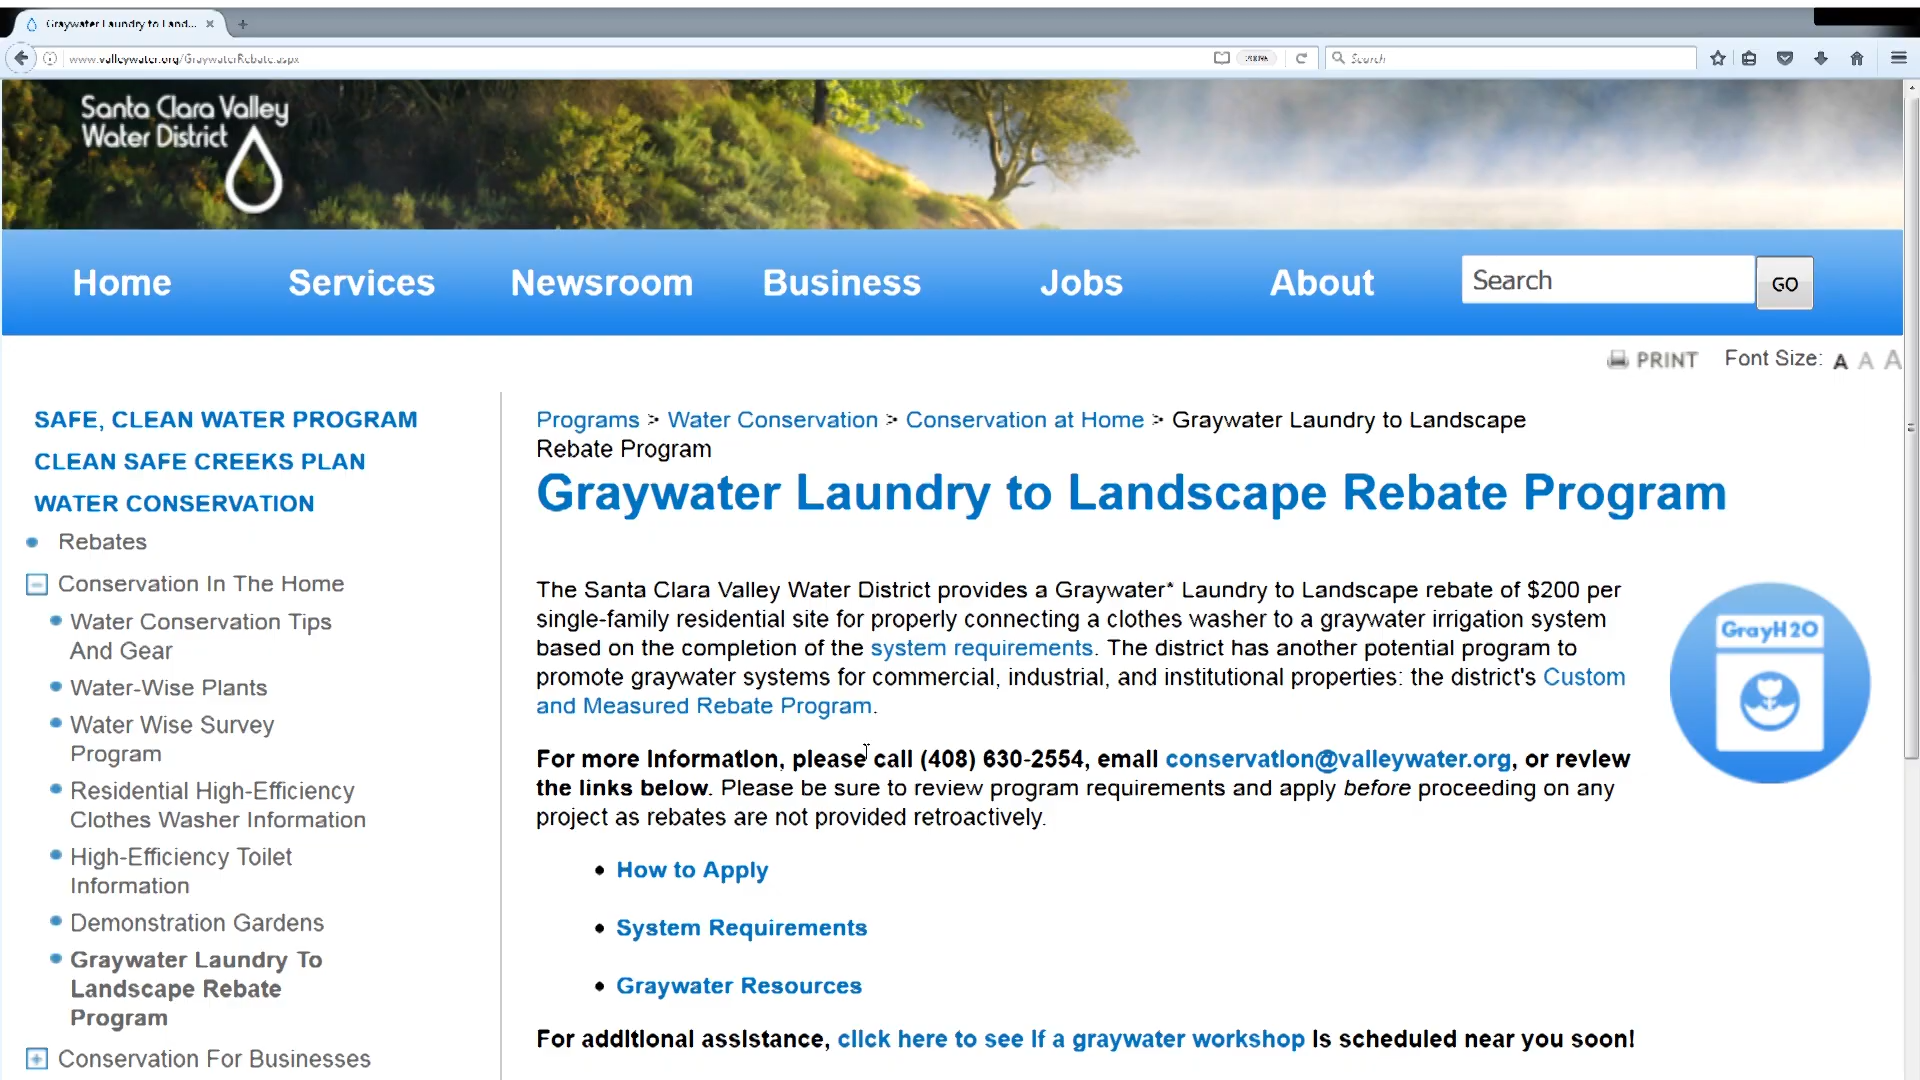 Graywater Laundry to Land...
www.valleywater.org/GraywaterRebate.aspx
200%
Search
Santa Clara Valley
Water District
Home Services Newsroom Business Jobs About Search GO
PRINT Font Size: A A A
SAFE, CLEAN WATER PROGRAM
CLEAN SAFE CREEKS PLAN
WATER CONSERVATION
Rebates
Conservation In The Home
Water Conservation Tips
And Gear
Water-Wise Plants
Water Wise Survey
Program
Residential High-Efficiency
Clothes Washer Information
High-Efficiency Toilet
Information
Demonstration Gardens
Graywater Laundry To
Landscape Rebate
Program
Conservation For Businesses
Programs > Water Conservation > Conservation at Home > Graywater Laundry to Landscape
Rebate Program
Graywater Laundry to Landscape Rebate Program
The Santa Clara Valley Water District provides a Graywater* Laundry to Landscape rebate of $200 per
single-family residential site for properly connecting a clothes washer to a graywater irrigation system
based on the completion of the system requirements. The district has another potential program to
promote graywater systems for commercial, industrial, and institutional properties: the district's Custom
and Measured Rebate Program.
GrayH2O
For more information, please call (408) 630-2554, email conservation@valleywater.org, or review
the links below. Please be sure to review program requirements and apply before proceeding on any
project as rebates are not provided retroactively.
How to Apply
System Requirements
Graywater Resources
For additional assistance, click here to see if a graywater workshop is scheduled near you soon!